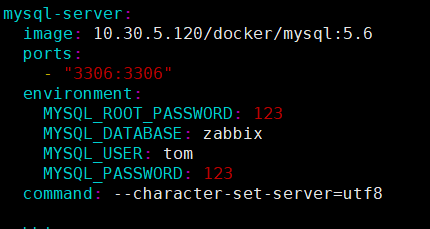 mysql-server:
  image: 10.30.5.120/docker/mysql:5.6
  ports:
    - "3306:3306"
  environment:
    MYSQL_ROOT_PASSWORD: 123
    MYSQL_DATABASE: zabbix
    MYSQL_USER: tom
    MYSQL_PASSWORD: 123
  command: --character-set-server=utf8